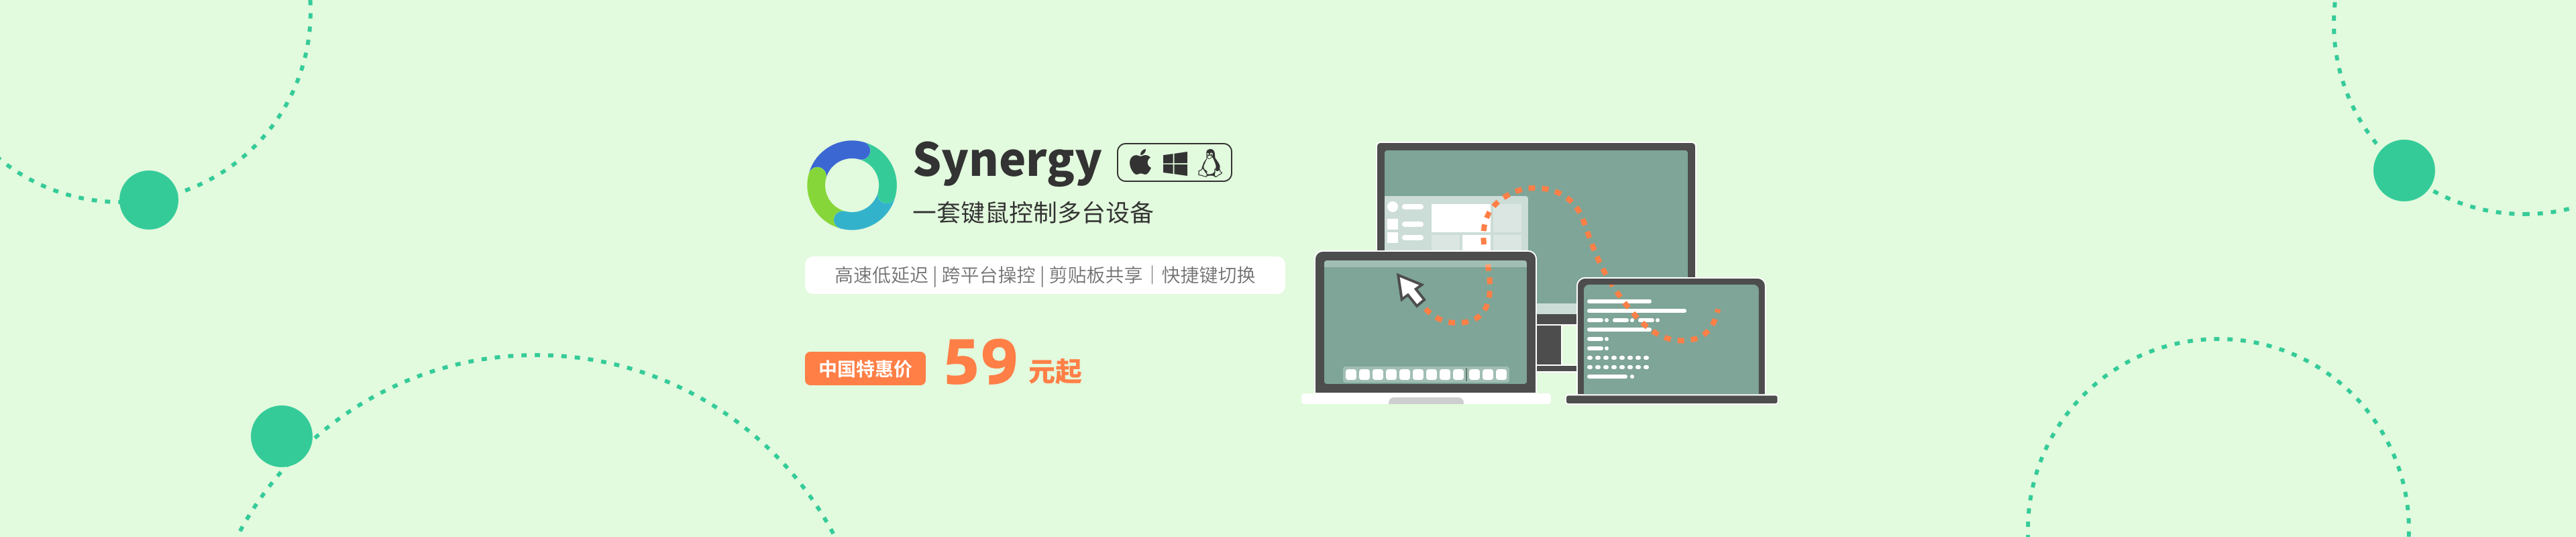 Synergy
一套键鼠控制多台设备
高速低延迟 | 跨平台操控 | 剪贴板共享 | 快捷键切换
中国特惠价 59 元起